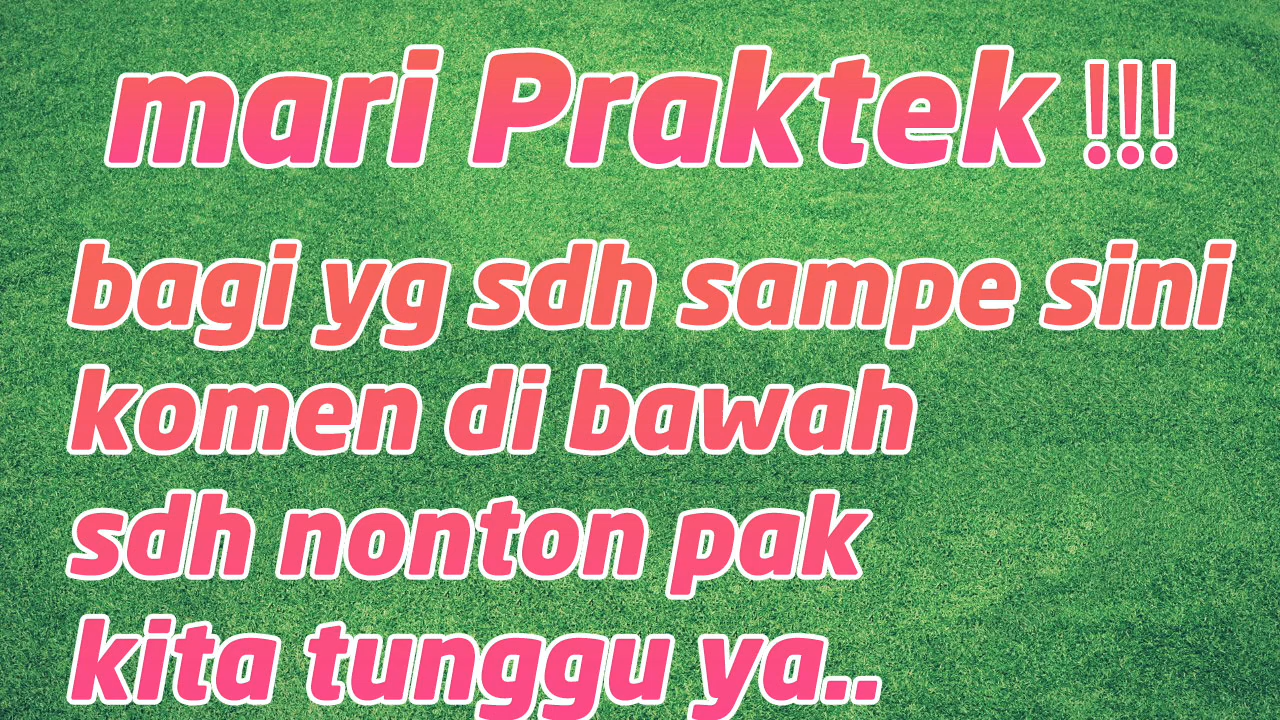 mari Praktek !!!
bagi yg sdh sampe sini
komen di bawah
sdh nonton pak
kita tunggu ya..